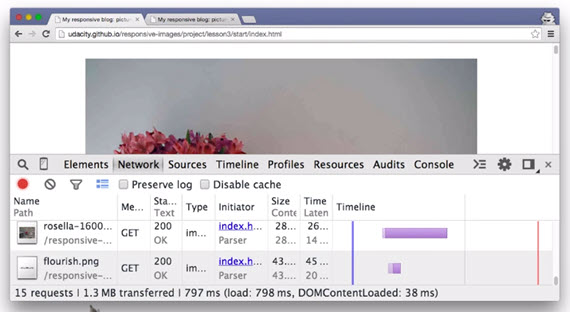 My responsive blog: pictu × My responsive blog: pictu ×
udacity.github.io/responsive-images/project/lesson3/start/index.html
Elements Network Sources Timeline Profiles Resources Audits Console
Preserve log Disable cache
Name Me... Sta... Type Initiator Size Time Timeline
Path Text Conte Laten
rosella-1600... GET 200 im... index.h... 28... 26...
/responsive-... OK Parser 28... 14 ...
flourish.png GET 200 im... index.h... 43.... 45 ...
/responsive-... OK Parser 43.... 20 ...
15 requests | 1.3 MB transferred | 797 ms (load: 798 ms, DOMContentLoaded: 38 ms)